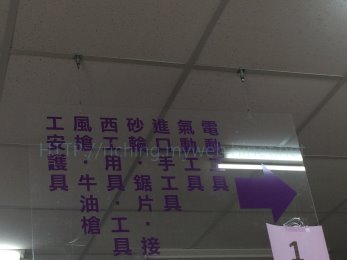 電動工具
氣動工具
進口手工具
砂輪．鋸片．接
西工用具．工具
風槍．牛油槍
工安護具
1